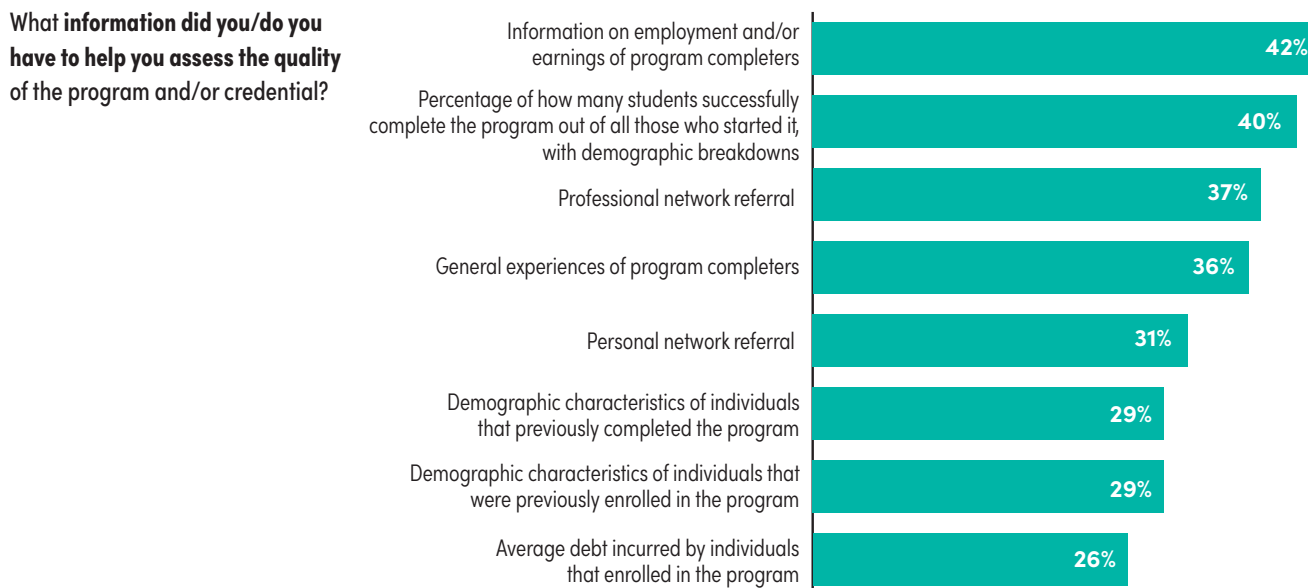 What information did you/do you
have to help you assess the quality
of the program and/or credential?
Information on employment and/or
earnings of program completers
42%
Percentage of how many students successfully
complete the program out of all those who started it,
with demographic breakdowns
40%
Professional network referral
37%
General experiences of program completers
36%
Personal network referral
31%
Demographic characteristics of individuals
that previously completed the program
29%
Demographic characteristics of individuals that
were previously enrolled in the program
29%
Average debt incurred by individuals
that enrolled in the program
26%